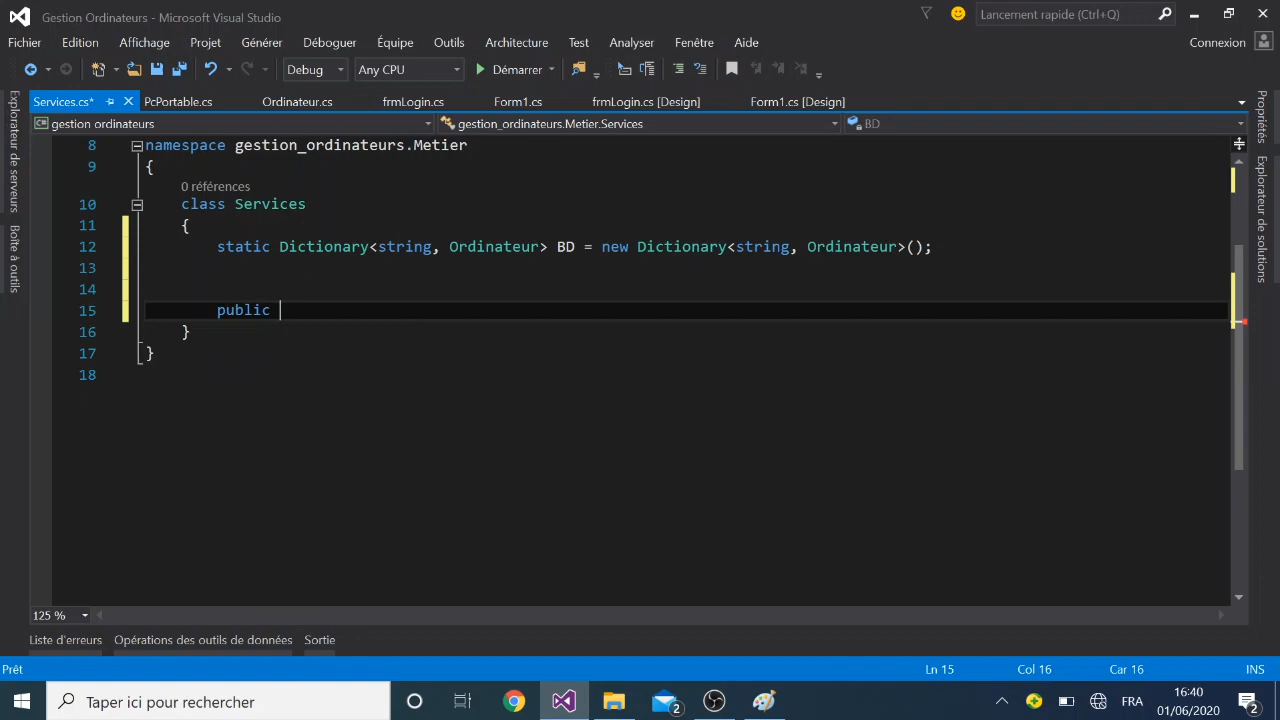 Gestion Ordinateurs - Microsoft Visual Studio
Lancement rapide (Ctrl+Q)
Fichier Edition Affichage Projet Générer Déboguer Équipe Outils Architecture Test Analyser Fenêtre Aide Connexion
Debug Any CPU Démarrer
Services.cs* PcPortable.cs Ordinateur.cs frmLogin.cs Form1.cs frmLogin.cs [Design] Form1.cs [Design]
gestion ordinateurs gestion_ordinateurs.Metier.Services BD
Explorateur de serveurs
Boîte à outils
8 namespace gestion_ordinateurs.Metier
9 {
0 références
10 class Services
11 {
12 static Dictionary<string, Ordinateur> BD = new Dictionary<string, Ordinateur>();
13
14
15 public
16 }
17 }
18
Propriétés
Explorateur de solutions
125 %
Liste d'erreurs Opérations des outils de données Sortie
Prêt Ln 15 Col 16 Car 16 INS
Taper ici pour rechercher
2
FRA
16:40
01/06/2020
2